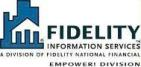 FIDELITY
INFORMATION SERVICES
A DIVISION OF FIDELITY NATIONAL FINANCIAL
EMPOWER! DIVISION